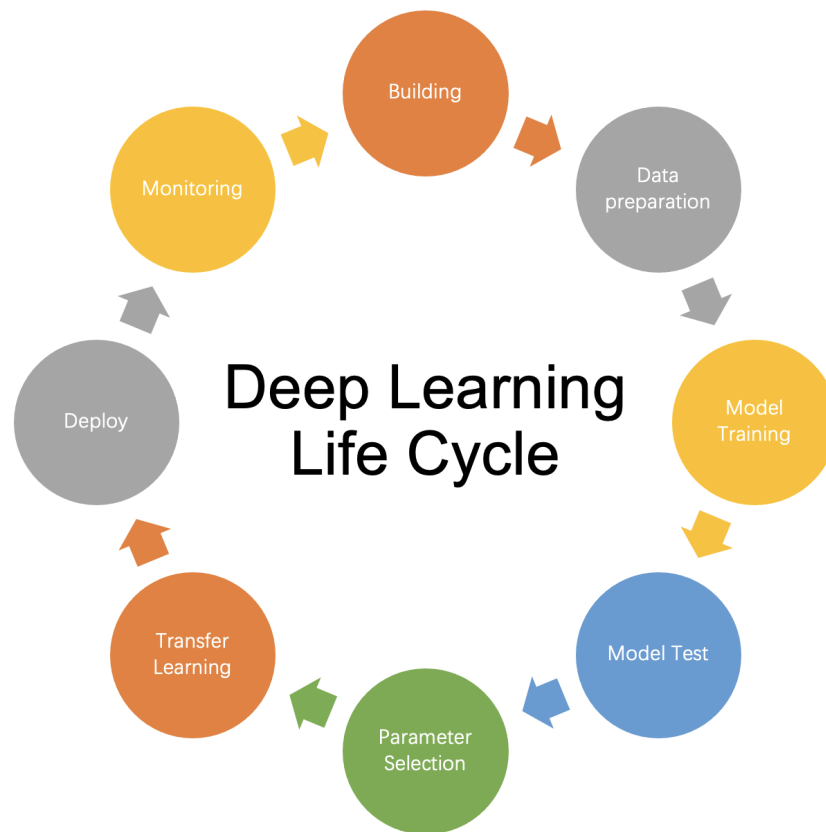 Building
Data
preparation
Model
Training
Model Test
Parameter
Selection
Transfer
Learning
Deploy
Monitoring
Deep Learning
Life Cycle